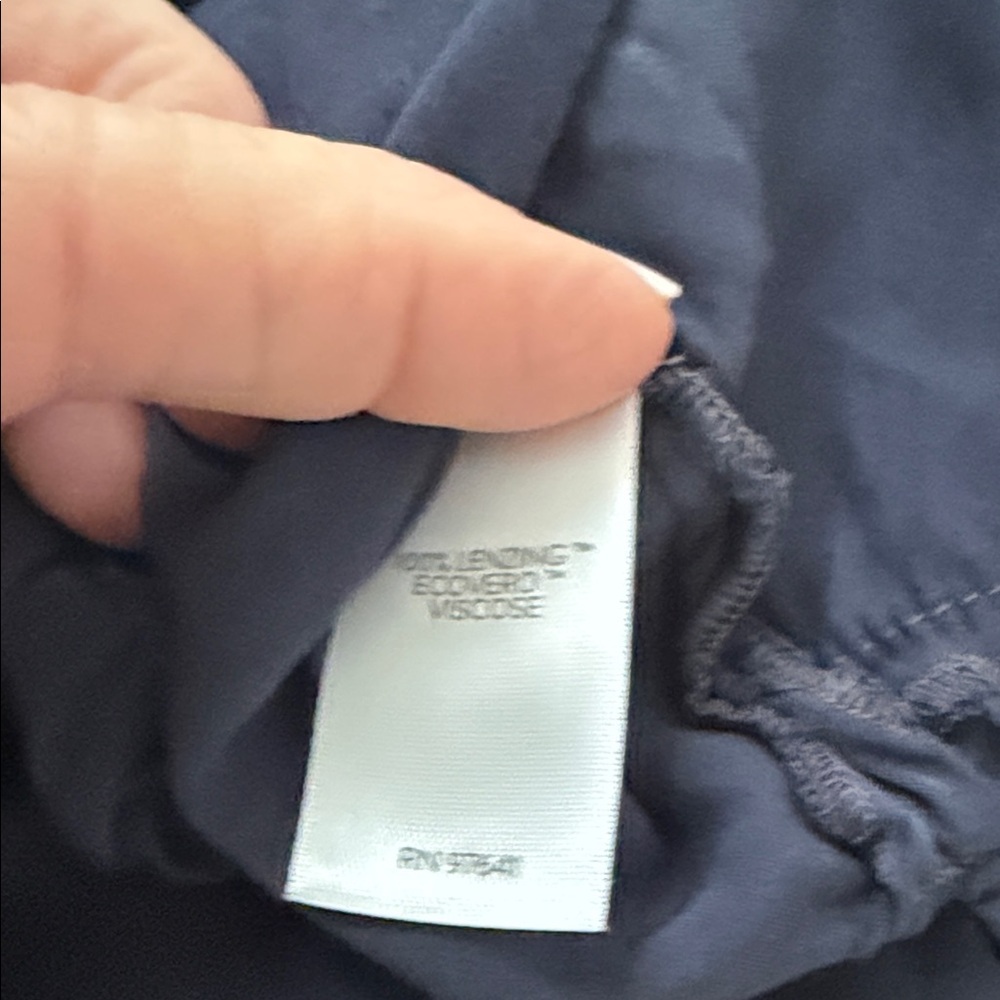 100% LENZING™
ECOVERO™
VISCOSE
RN 97641